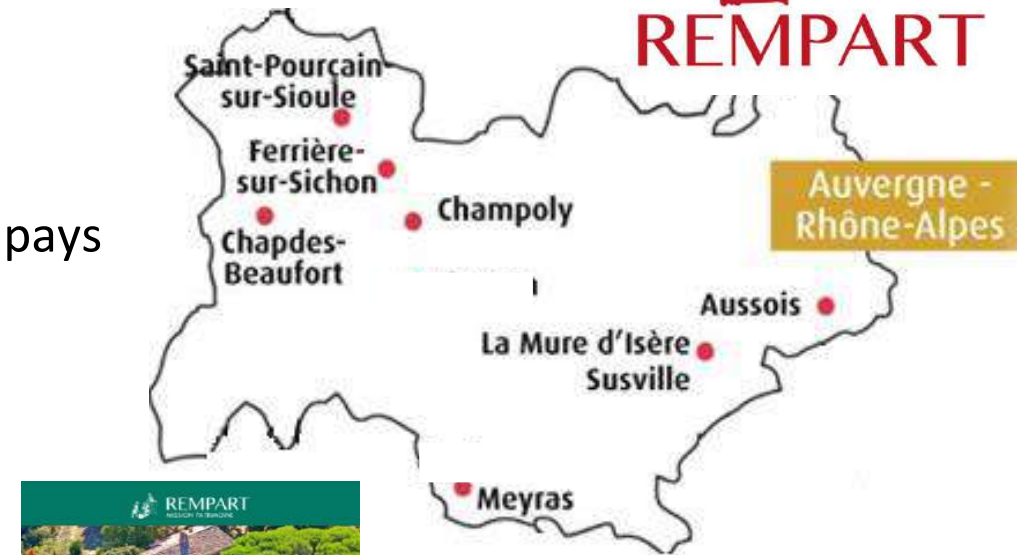 REMPART
Saint-Pourcain
sur-Sioule
Ferrière-
sur-Sichon
Auvergne -
Rhône-Alpes
Champoly
pays
Chapdes-
Beaufort
Aussois
La Mure d'Isère
Susville
Meyras
REMPART